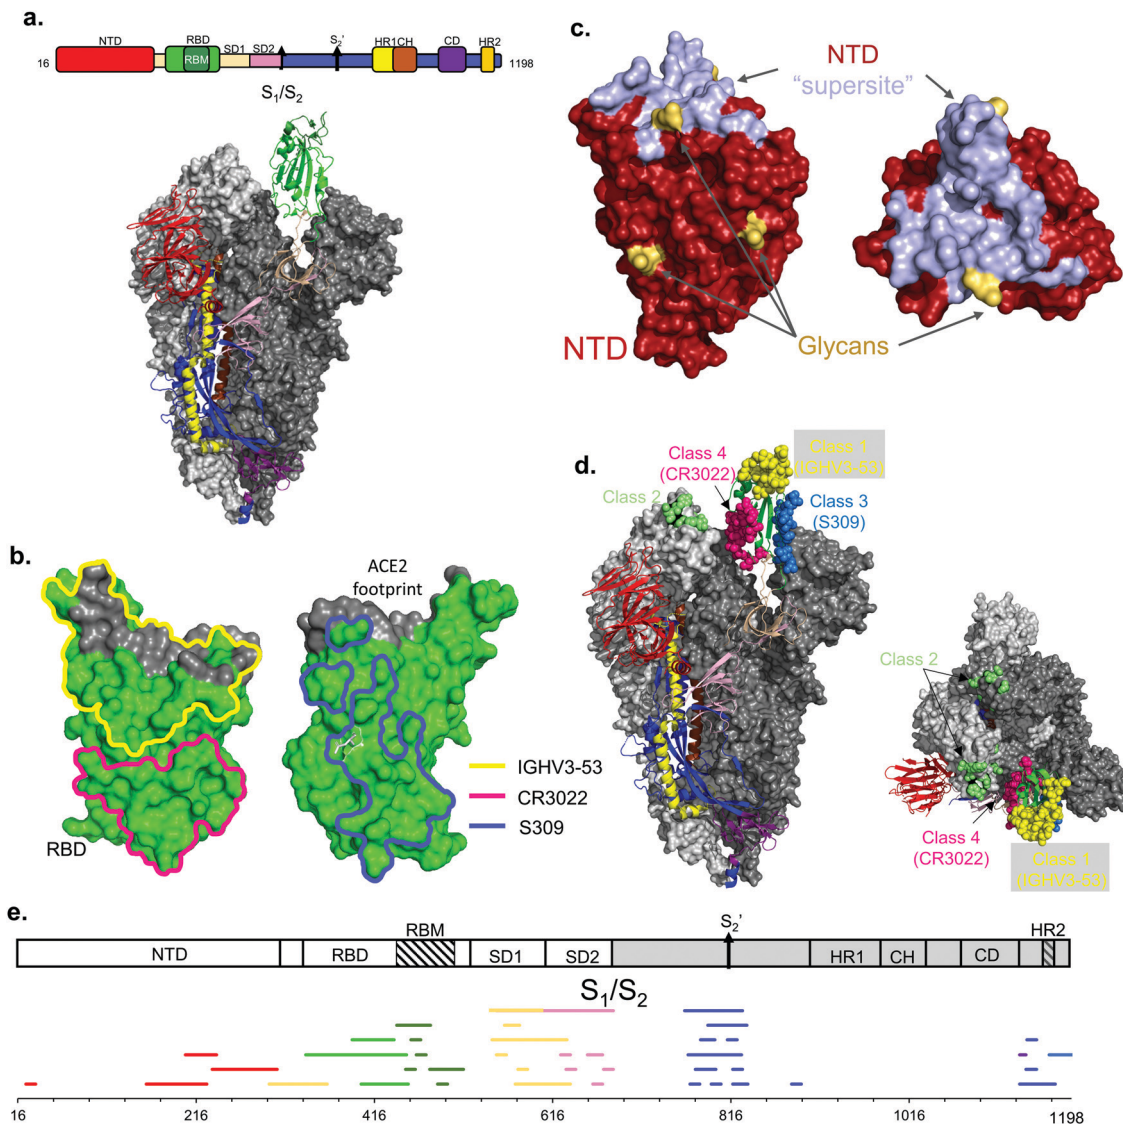 a.
NTD
RBD
RBM
SD1
SD2
S₂'
HR1
CH
CD
HR2
16
1198
S₁/S₂
b.
ACE2
footprint
RBD
IGHV3-53
CR3022
S309
c.
NTD
“supersite”
NTD
Glycans
d.
Class 4
(CR3022)
Class 1
(IGHV3-53)
Class 2
Class 3
(S309)
Class 2
Class 4
(CR3022)
Class 1
(IGHV3-53)
e.
RBM
S₂'
HR2
NTD
RBD
SD1
SD2
HR1
CH
CD
S₁/S₂
16
216
416
616
816
1016
1198